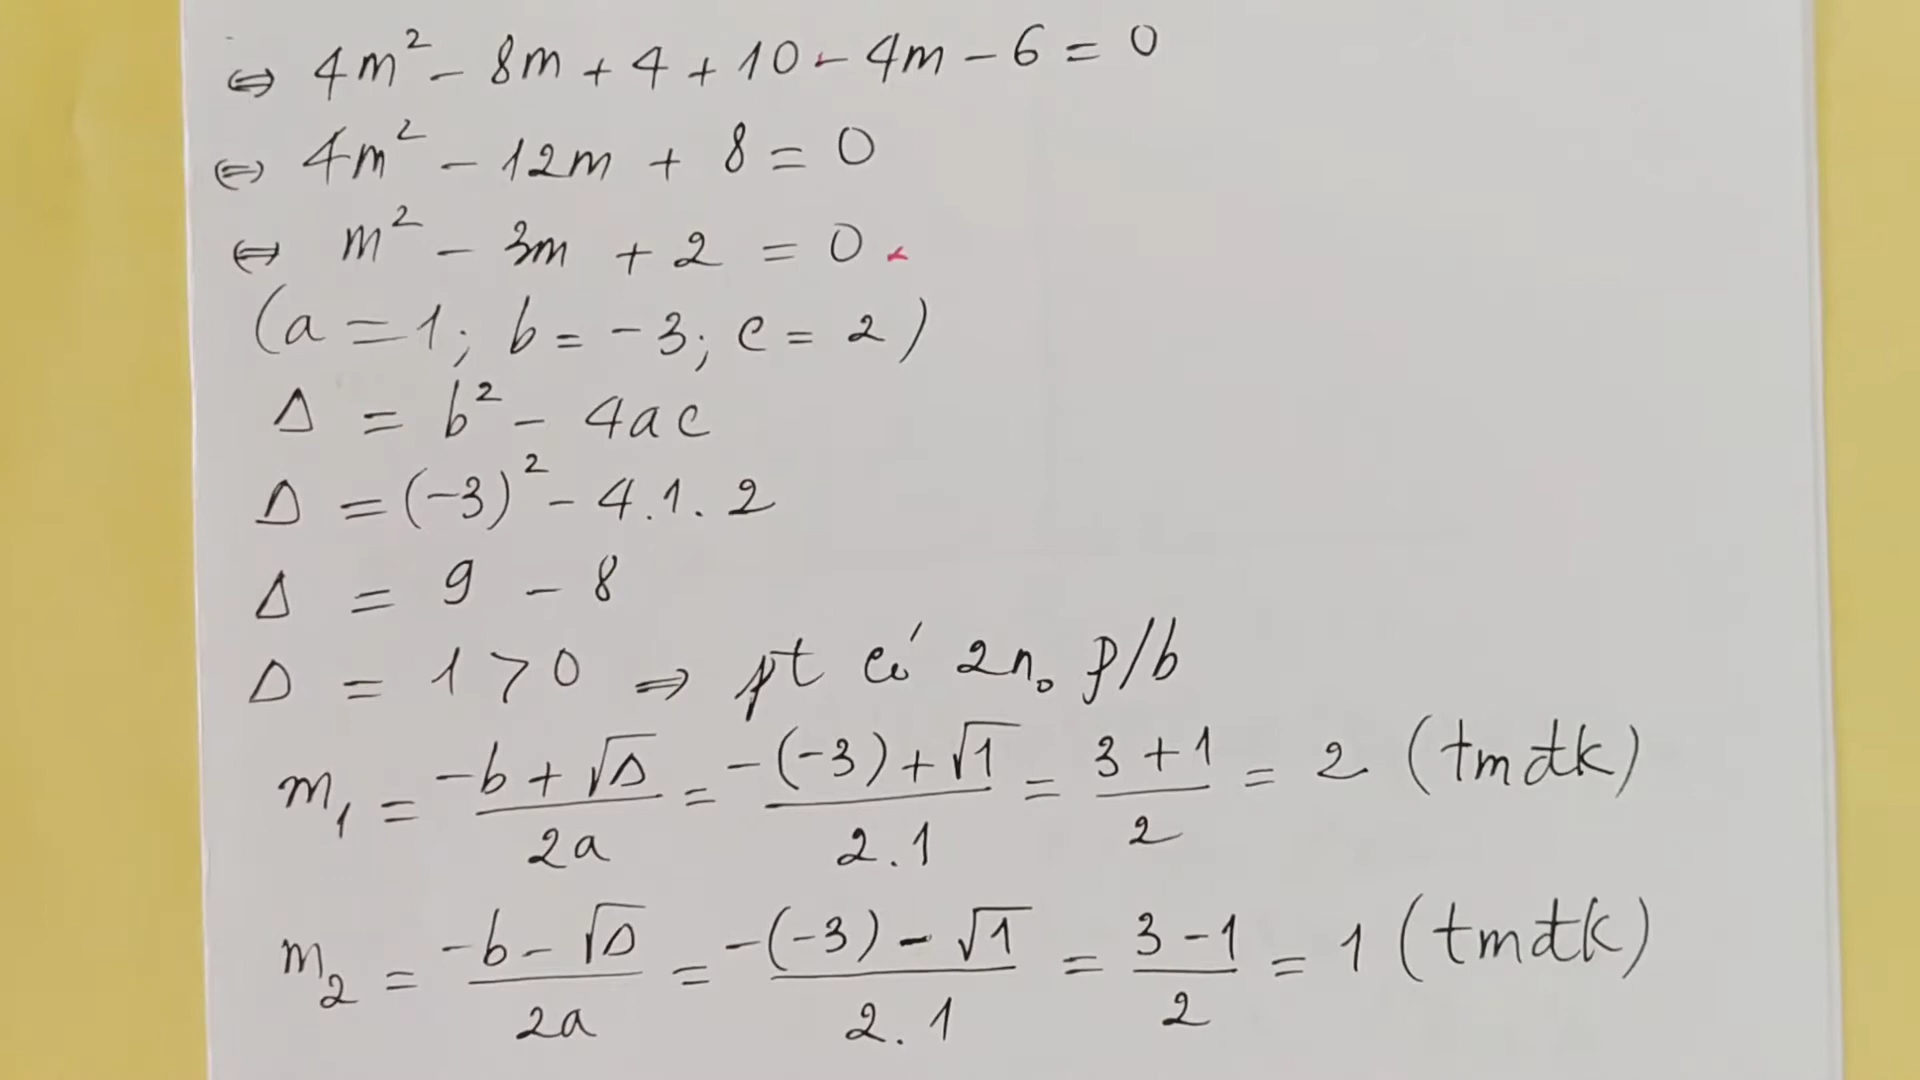 ⇔ 4m² - 8m + 4 + 10 - 4m - 6 = 0
⇔ 4m² - 12m + 8 = 0
⇔ m² - 3m + 2 = 0
(a = 1; b = -3; c = 2)
Δ = b² - 4ac
Δ = (-3)² - 4.1.2
Δ = 9 - 8
Δ = 1 > 0 ⇒ pt có 2n₀ p/b
m₁ = (-b + √Δ)/2a = (-(-3) + √1)/2.1 = (3 + 1)/2 = 2 (tmđk)
m₂ = (-b - √Δ)/2a = (-(-3) - √1)/2.1 = (3 - 1)/2 = 1 (tmđk)